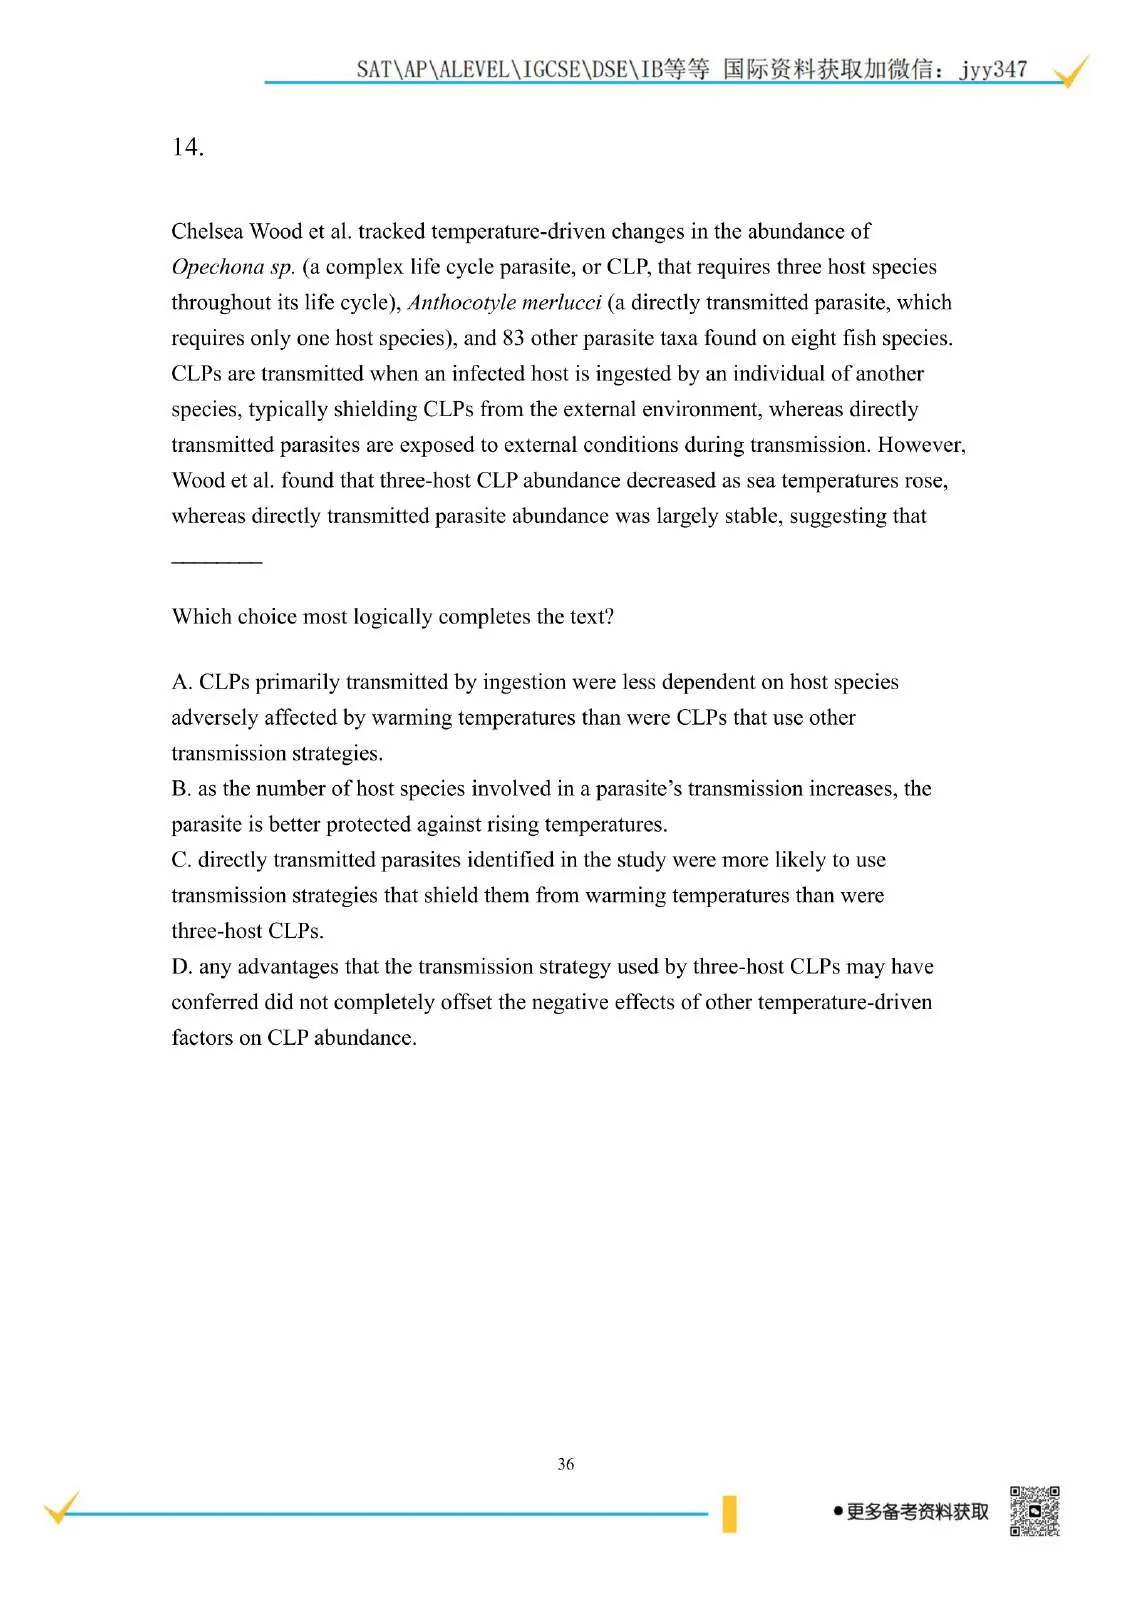 SAT\AP\ALEVEL\IGCSE\DSE\IB等等 国际资料获取加微信：jyy347
14.
Chelsea Wood et al. tracked temperature-driven changes in the abundance of
Opechona sp. (a complex life cycle parasite, or CLP, that requires three host species
throughout its life cycle), Anthocotyle merlucci (a directly transmitted parasite, which
requires only one host species), and 83 other parasite taxa found on eight fish species.
CLPs are transmitted when an infected host is ingested by an individual of another
species, typically shielding CLPs from the external environment, whereas directly
transmitted parasites are exposed to external conditions during transmission. However,
Wood et al. found that three-host CLP abundance decreased as sea temperatures rose,
whereas directly transmitted parasite abundance was largely stable, suggesting that
________
Which choice most logically completes the text?
A. CLPs primarily transmitted by ingestion were less dependent on host species
adversely affected by warming temperatures than were CLPs that use other
transmission strategies.
B. as the number of host species involved in a parasite’s transmission increases, the
parasite is better protected against rising temperatures.
C. directly transmitted parasites identified in the study were more likely to use
transmission strategies that shield them from warming temperatures than were
three-host CLPs.
D. any advantages that the transmission strategy used by three-host CLPs may have
conferred did not completely offset the negative effects of other temperature-driven
factors on CLP abundance.
36
●更多备考资料获取